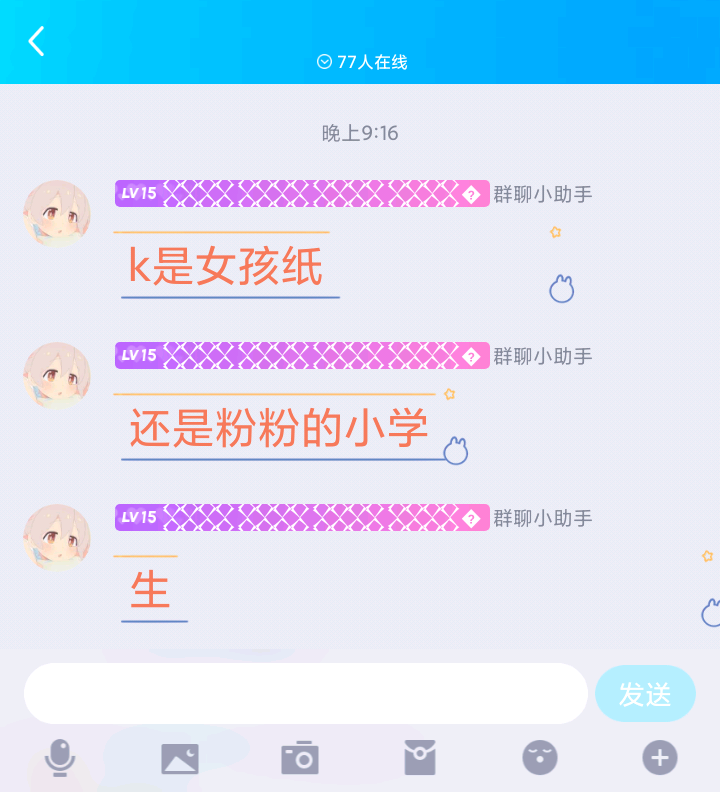 77人在线
晚上9:16
LV15 ? 群聊小助手
k是女孩纸
LV15 ? 群聊小助手
还是粉粉的小学
LV15 ? 群聊小助手
生
发送